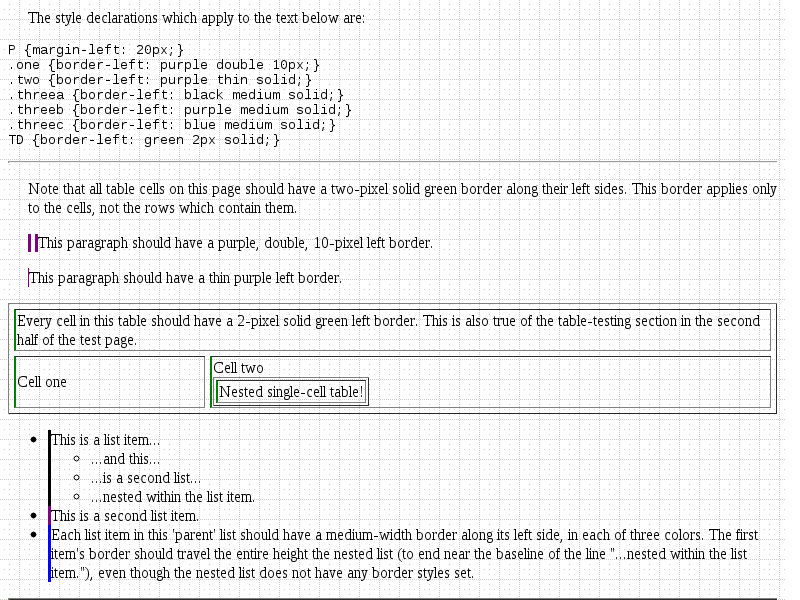 The style declarations which apply to the text below are:
P {margin-left: 20px;}
.one {border-left: purple double 10px;}
.two {border-left: purple thin solid;}
.threea {border-left: black medium solid;}
.threeb {border-left: purple medium solid;}
.threec {border-left: blue medium solid;}
TD {border-left: green 2px solid;}
Note that all table cells on this page should have a two-pixel solid green border along their left sides. This border applies only
to the cells, not the rows which contain them.
This paragraph should have a purple, double, 10-pixel left border.
This paragraph should have a thin purple left border.
Every cell in this table should have a 2-pixel solid green left border. This is also true of the table-testing section in the second
half of the test page.
Cell one
Cell two
Nested single-cell table!
This is a list item...
...and this...
...is a second list...
...nested within the list item.
This is a second list item.
Each list item in this 'parent' list should have a medium-width border along its left side, in each of three colors. The first
item's border should travel the entire height the nested list (to end near the baseline of the line "...nested within the list
item."), even though the nested list does not have any border styles set.